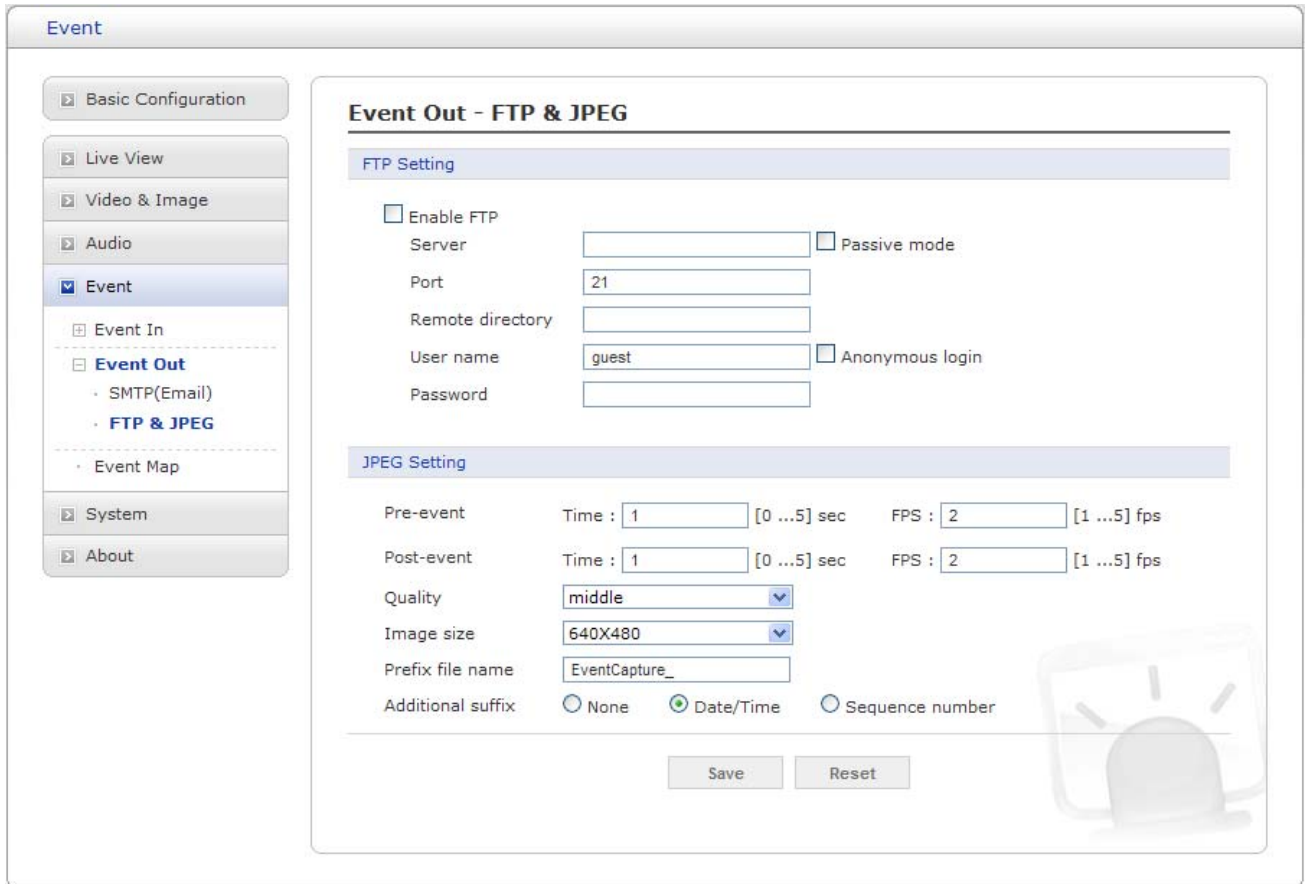 Event
Basic Configuration
Live View
Video & Image
Audio
Event
Event In
Event Out
SMTP(Email)
FTP & JPEG
Event Map
System
About
Event Out - FTP & JPEG
FTP Setting
Enable FTP
Server Passive mode
Port 21
Remote directory
User name guest Anonymous login
Password
JPEG Setting
Pre-event Time : 1 [0 ...5] sec FPS : 2 [1 ...5] fps
Post-event Time : 1 [0 ...5] sec FPS : 2 [1 ...5] fps
Quality middle
Image size 640X480
Prefix file name EventCapture_
Additional suffix None Date/Time Sequence number
Save Reset